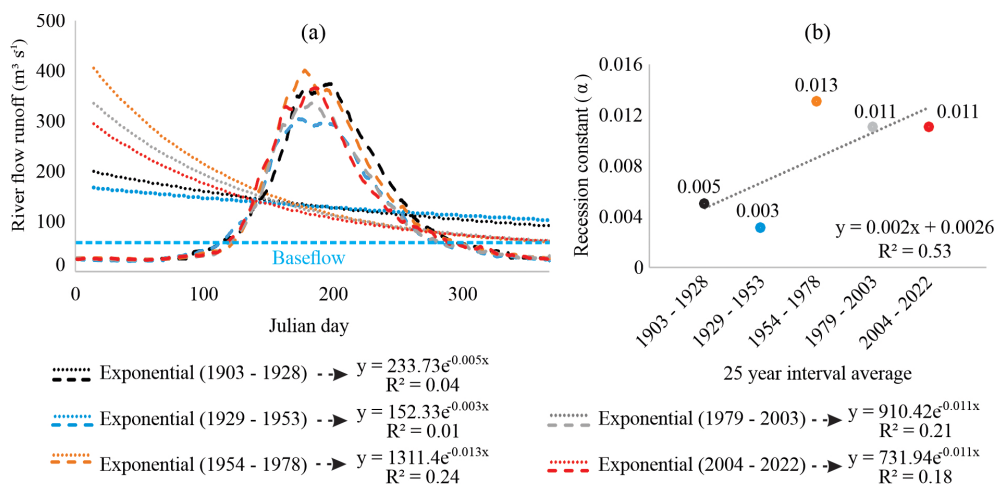 (a)
River flow runoff (m³ s⁻¹)
500
400
300
200
100
0
Baseflow
0 100 200 300
Julian day
(b)
Recession constant (α)
0.016
0.012
0.008
0.004
0
0.005
0.003
0.013
0.011
0.011
y = 0.002x + 0.0026
R² = 0.53
1903 - 1928
1929 - 1953
1954 - 1978
1979 - 2003
2004 - 2022
25 year interval average
Exponential (1903 - 1928) y = 233.73e^-0.005x
R² = 0.04
Exponential (1929 - 1953) y = 152.33e^-0.003x
R² = 0.01
Exponential (1954 - 1978) y = 1311.4e^-0.013x
R² = 0.24
Exponential (1979 - 2003) y = 910.42e^-0.011x
R² = 0.21
Exponential (2004 - 2022) y = 731.94e^-0.011x
R² = 0.18